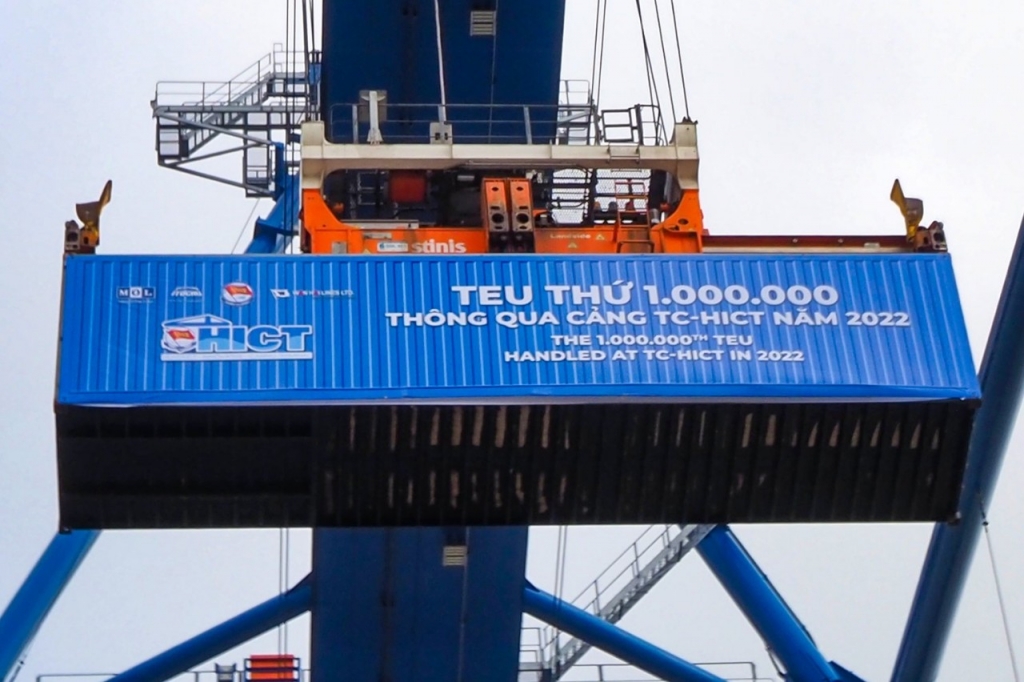 stinis
MOL
TEU THỨ 1.000.000
THÔNG QUA CẢNG TC-HICT NĂM 2022
THE 1.000.000TH TEU
HANDLED AT TC-HICT IN 2022
HICT